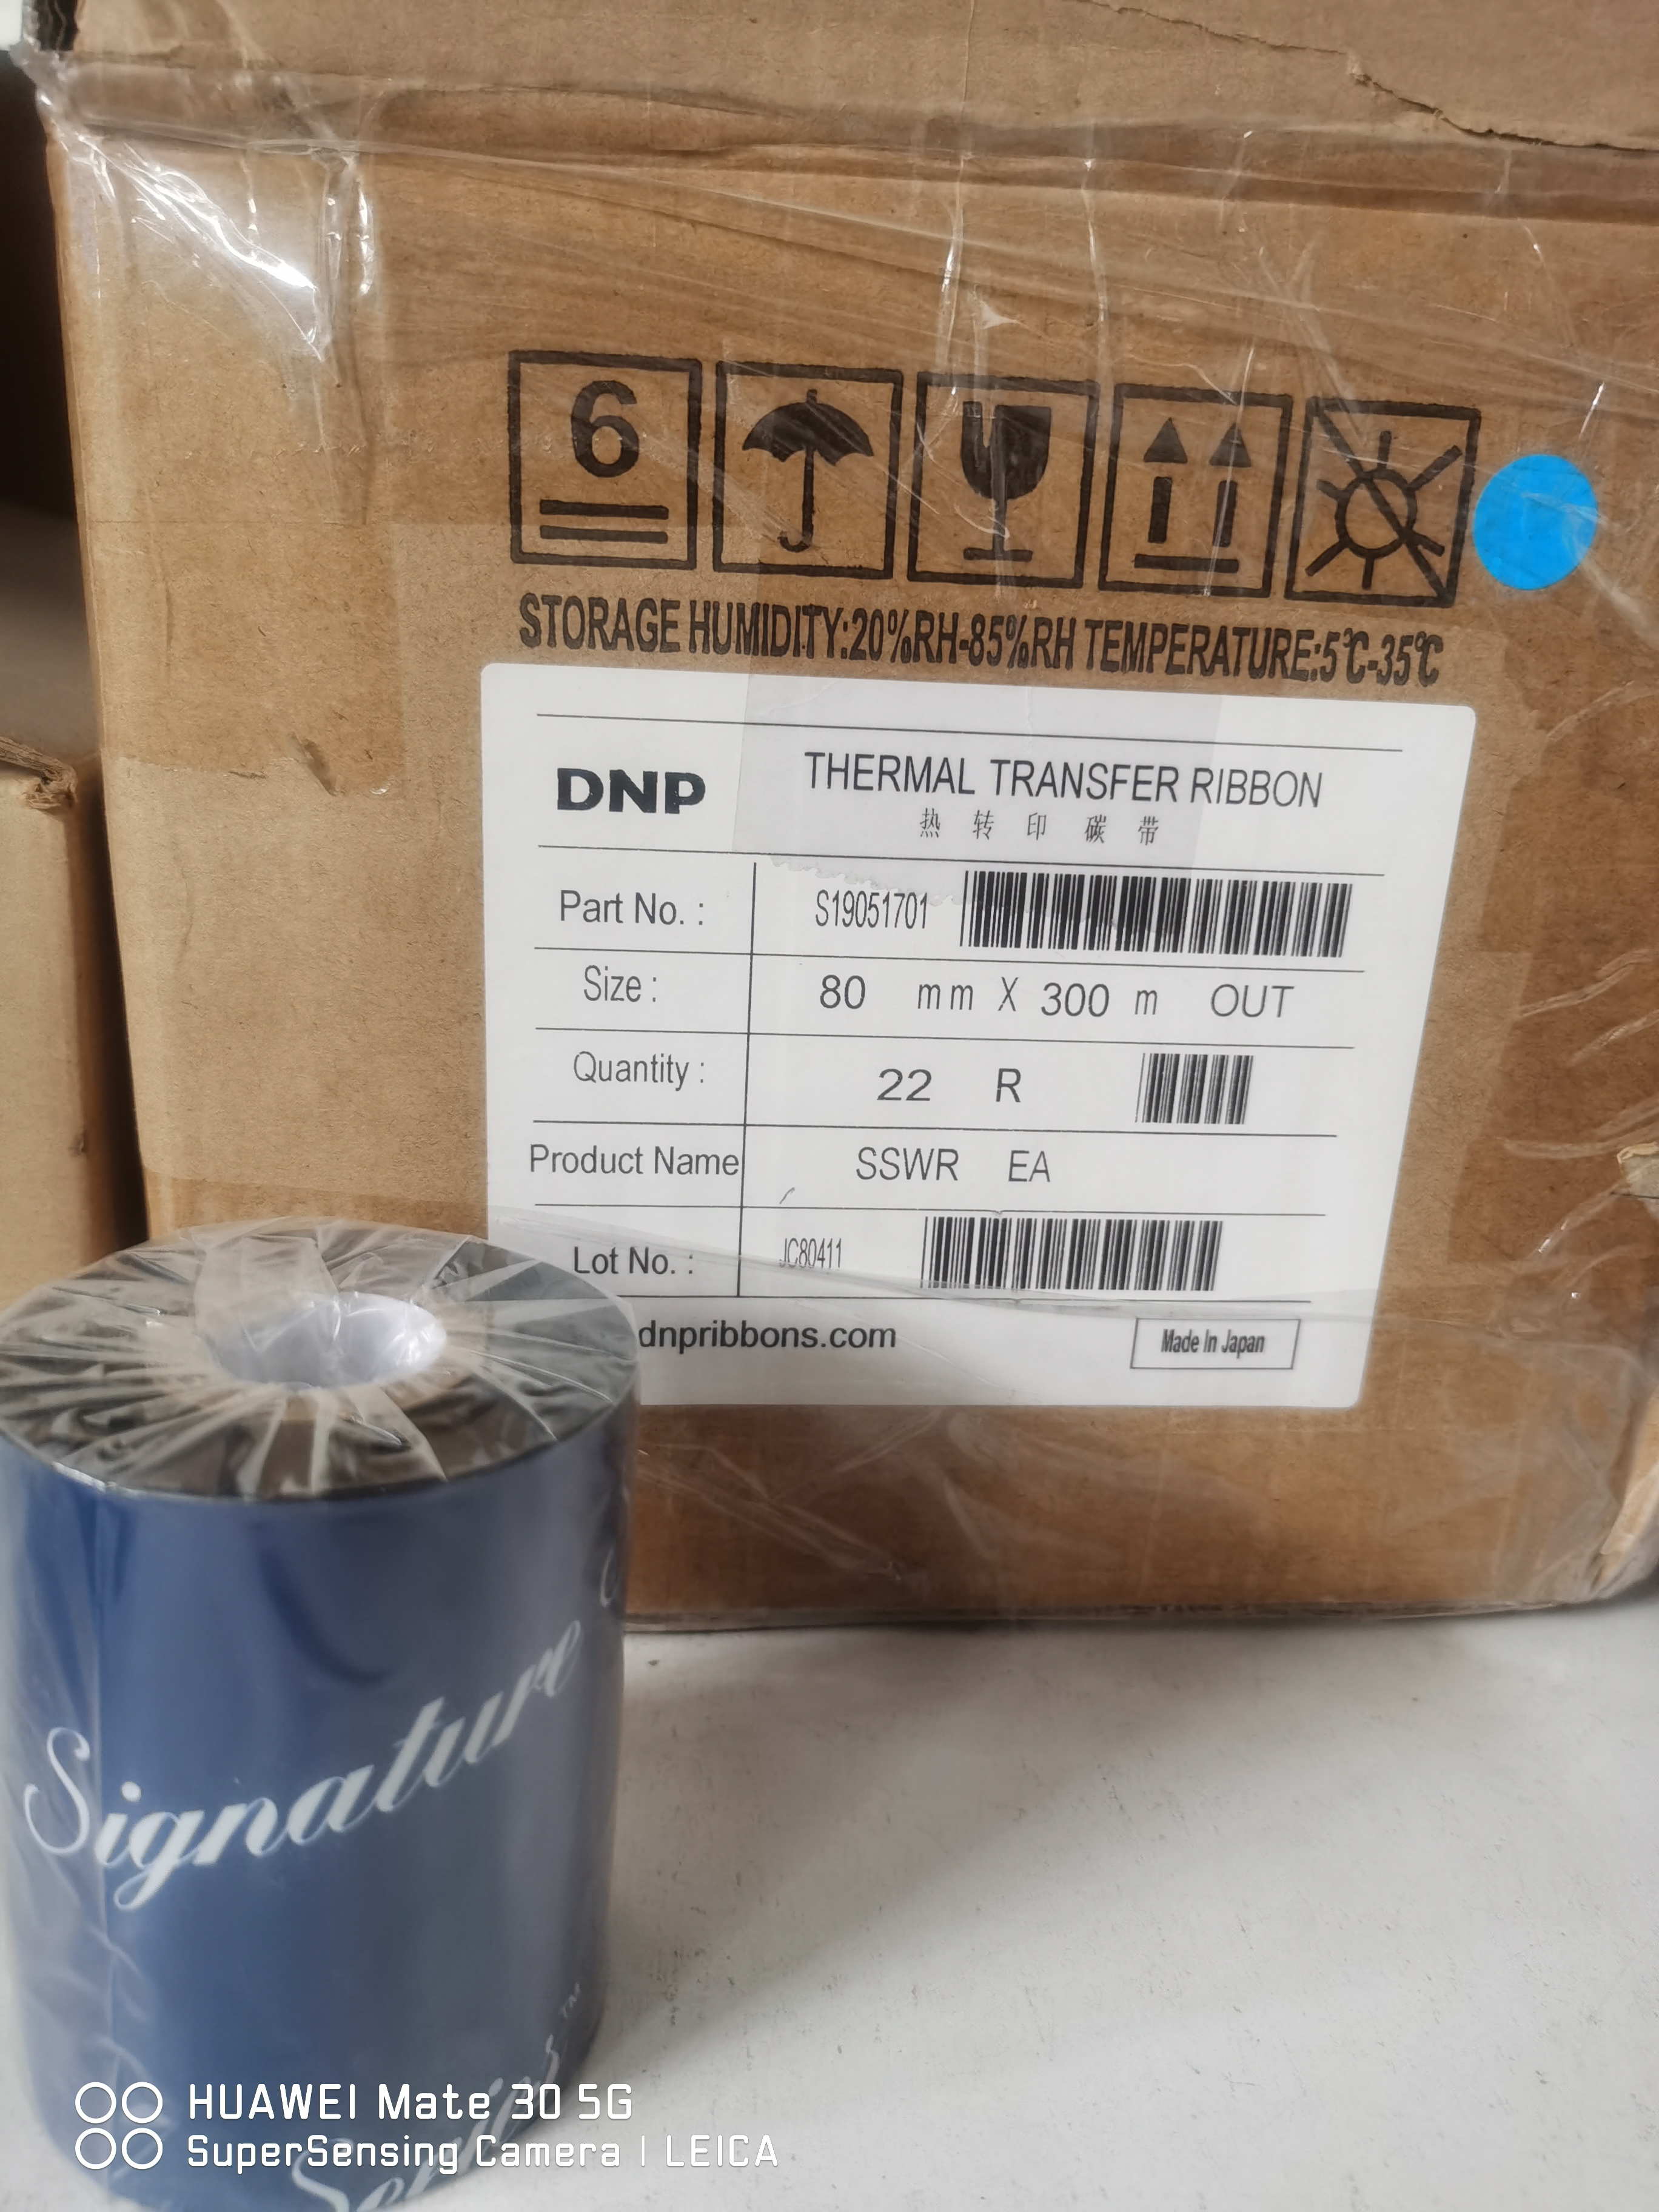 6
STORAGE HUMIDITY:20%RH-85%RH TEMPERATURE:5℃-35℃
DNP
THERMAL TRANSFER RIBBON
热转印碳带
Part No. : S19051701
Size : 80 mm X 300 m OUT
Quantity : 22 R
Product Name SSWR EA
Lot No. : JC80411
dnpribbons.com
Made In Japan
Signature
Series™
HUAWEI Mate 30 5G
SuperSensing Camera | LEICA